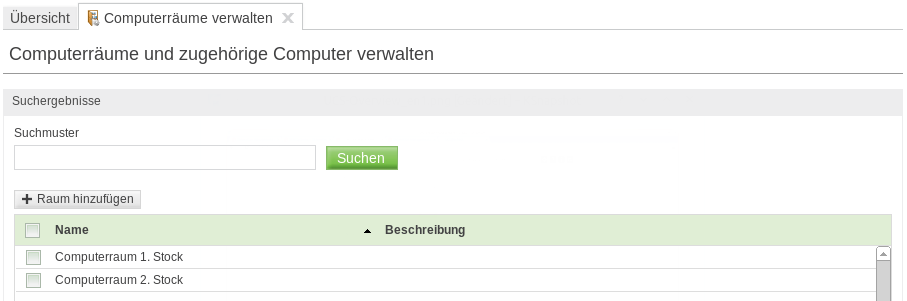 Übersicht
Computerräume verwalten
Computerräume und zugehörige Computer verwalten
Suchergebnisse
Suchmuster
Suchen
Raum hinzufügen
Name Beschreibung
Computerraum 1. Stock
Computerraum 2. Stock